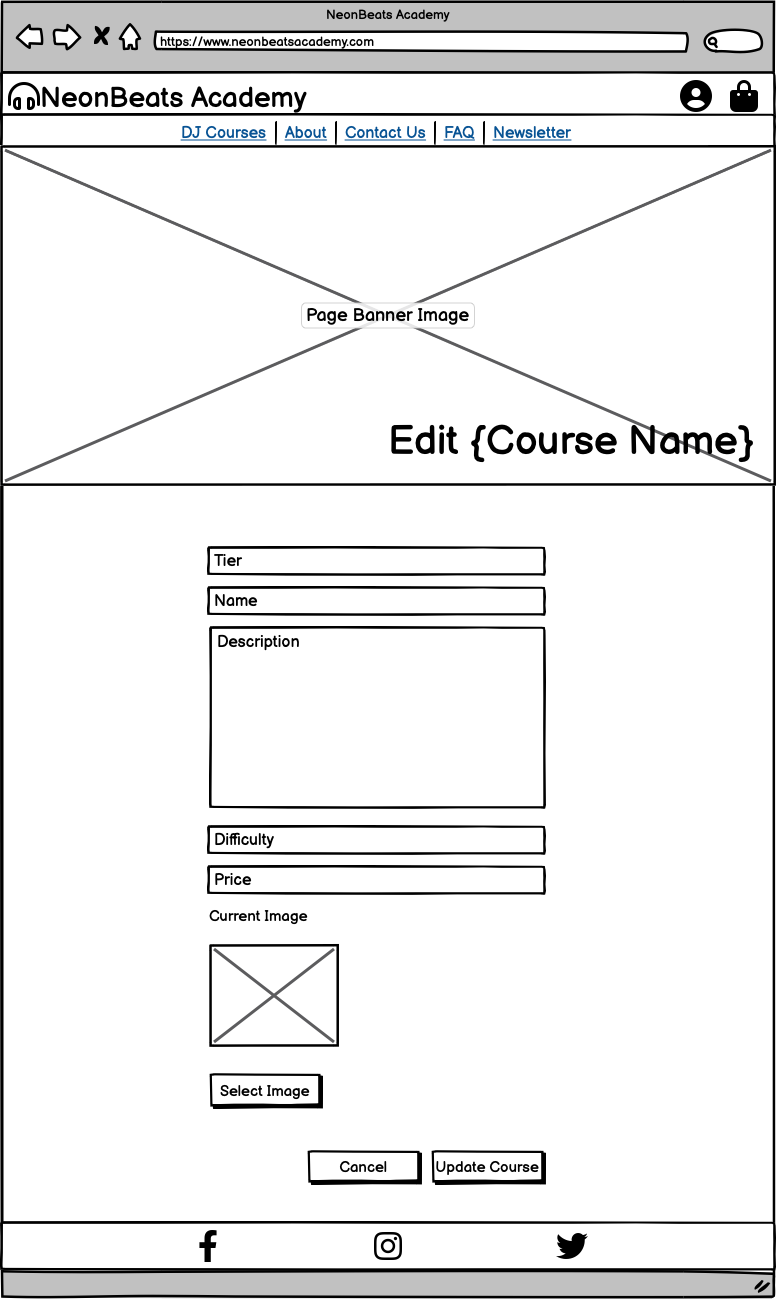 NeonBeats Academy
https://www.neonbeatsacademy.com
NeonBeats Academy
DJ Courses | About | Contact Us | FAQ | Newsletter
Page Banner Image
Edit {Course Name}
Tier
Name
Description
Difficulty
Price
Current Image
Select Image
Cancel Update Course